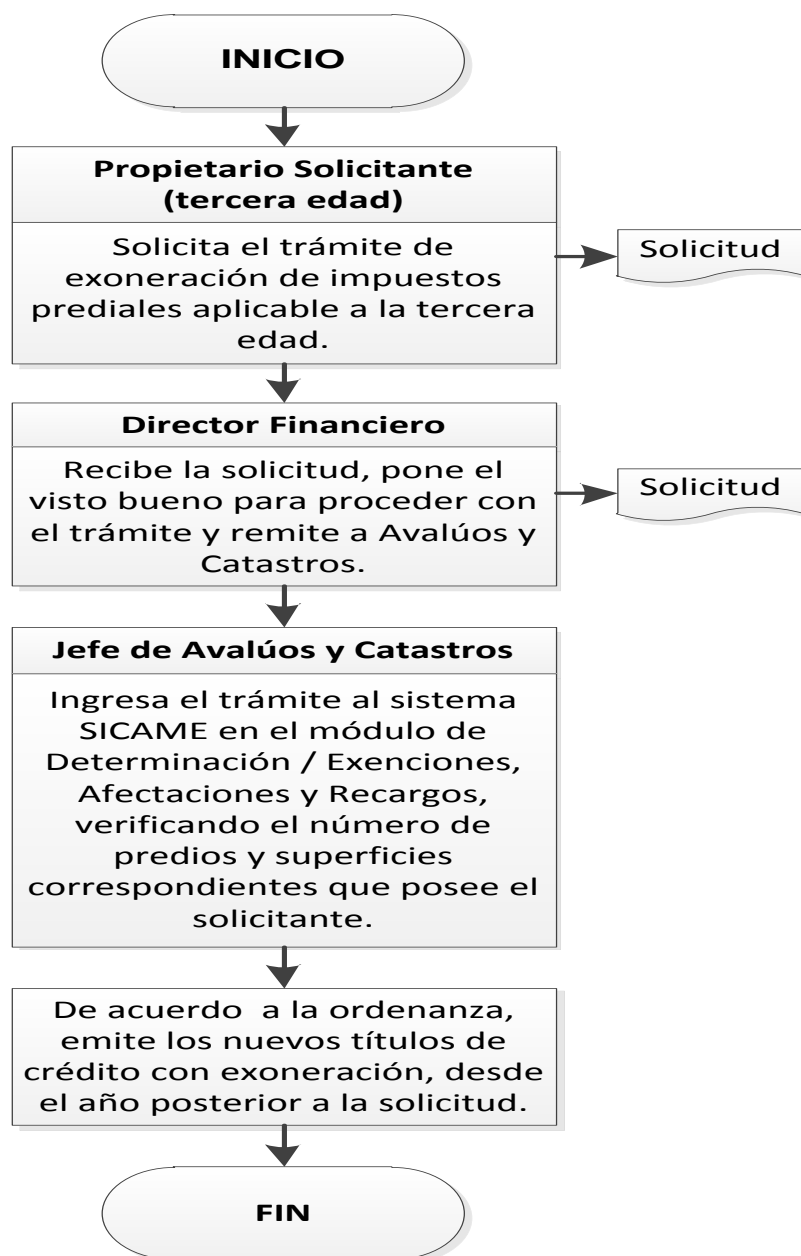 INICIO
Propietario Solicitante
(tercera edad)
Solicita el trámite de
exoneración de impuestos
prediales aplicable a la tercera
edad.
Solicitud
Director Financiero
Recibe la solicitud, pone el
visto bueno para proceder con
el trámite y remite a Avalúos y
Catastros.
Solicitud
Jefe de Avalúos y Catastros
Ingresa el trámite al sistema
SICAME en el módulo de
Determinación / Exenciones,
Afectaciones y Recargos,
verificando el número de
predios y superficies
correspondientes que posee el
solicitante.
De acuerdo  a la ordenanza,
emite los nuevos títulos de
crédito con exoneración, desde
el año posterior a la solicitud.
FIN